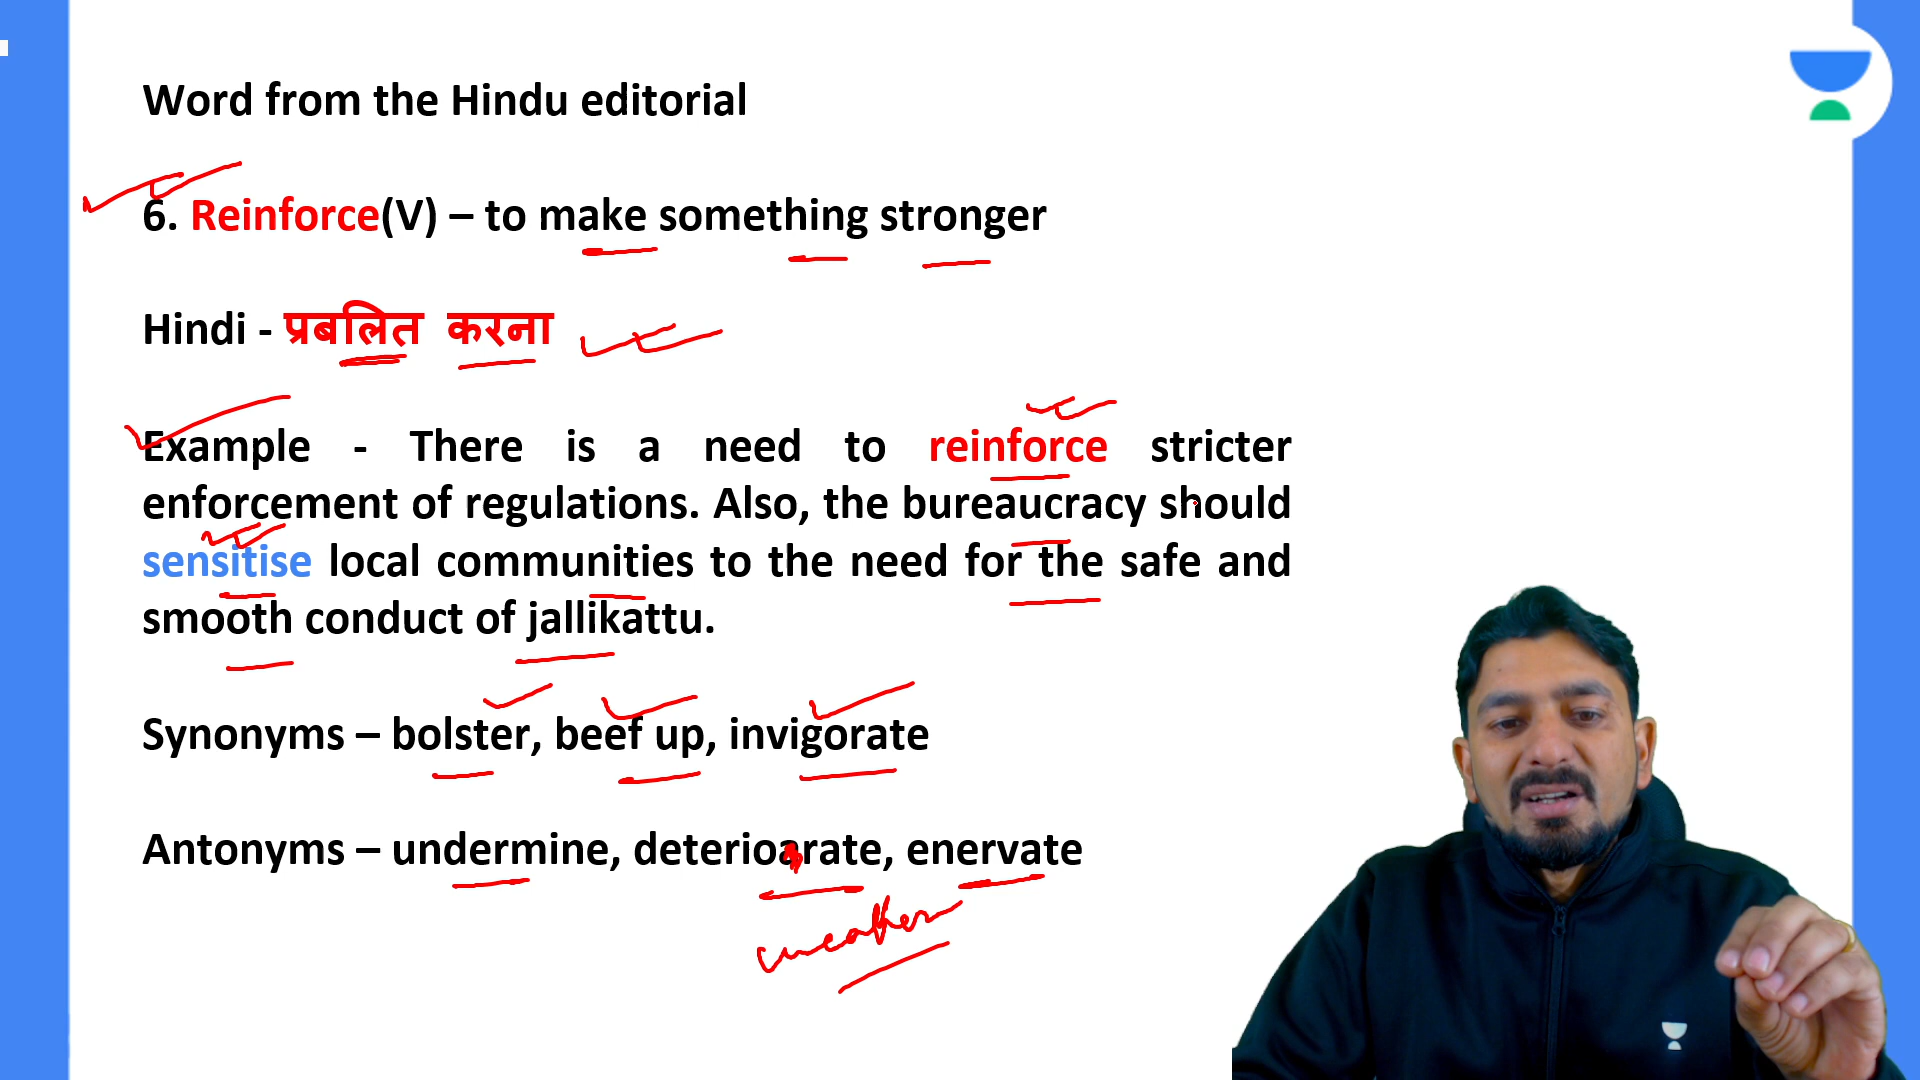 Word from the Hindu editorial
6. Reinforce(V) – to make something stronger
Hindi - प्रबलित करना
Example - There is a need to reinforce stricter
enforcement of regulations. Also, the bureaucracy should
sensitise local communities to the need for the safe and
smooth conduct of jallikattu.
Synonyms – bolster, beef up, invigorate
Antonyms – undermine, deterioarate, enervate
weaken